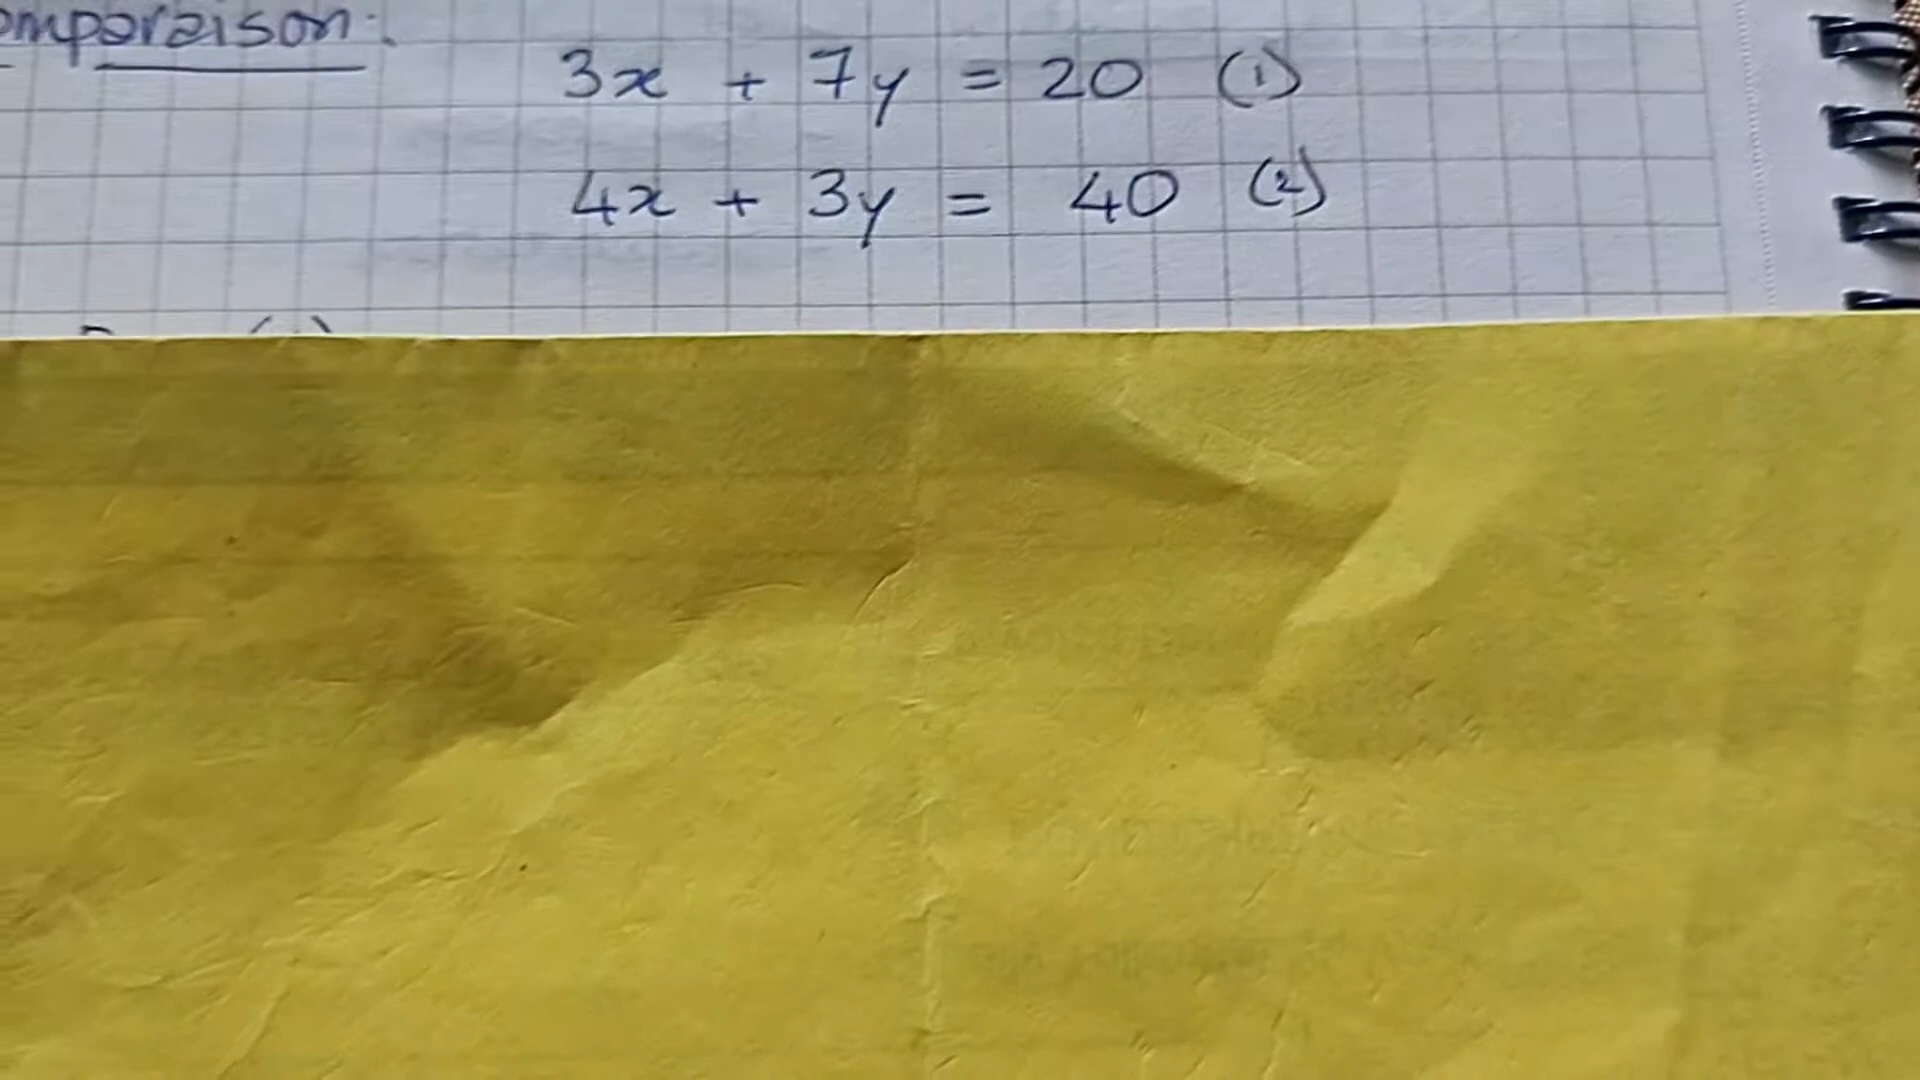 omparaison:
3x + 7y = 20 (1)
4x + 3y = 40 (2)